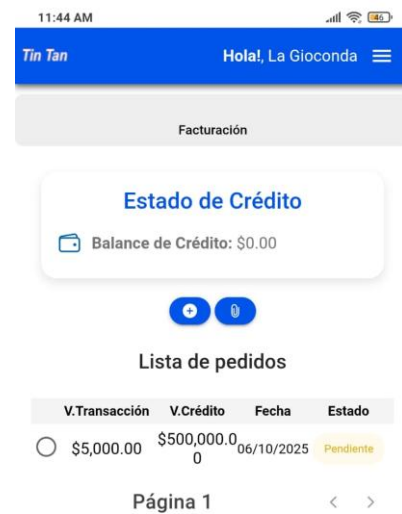 11:44 AM
46
Tin Tan
Hola!, La Gioconda
Facturación
Estado de Crédito
Balance de Crédito: $0.00
Lista de pedidos
V.Transacción V.Crédito Fecha Estado
$5,000.00 $500,000.0
0 06/10/2025 Pendiente
Página 1